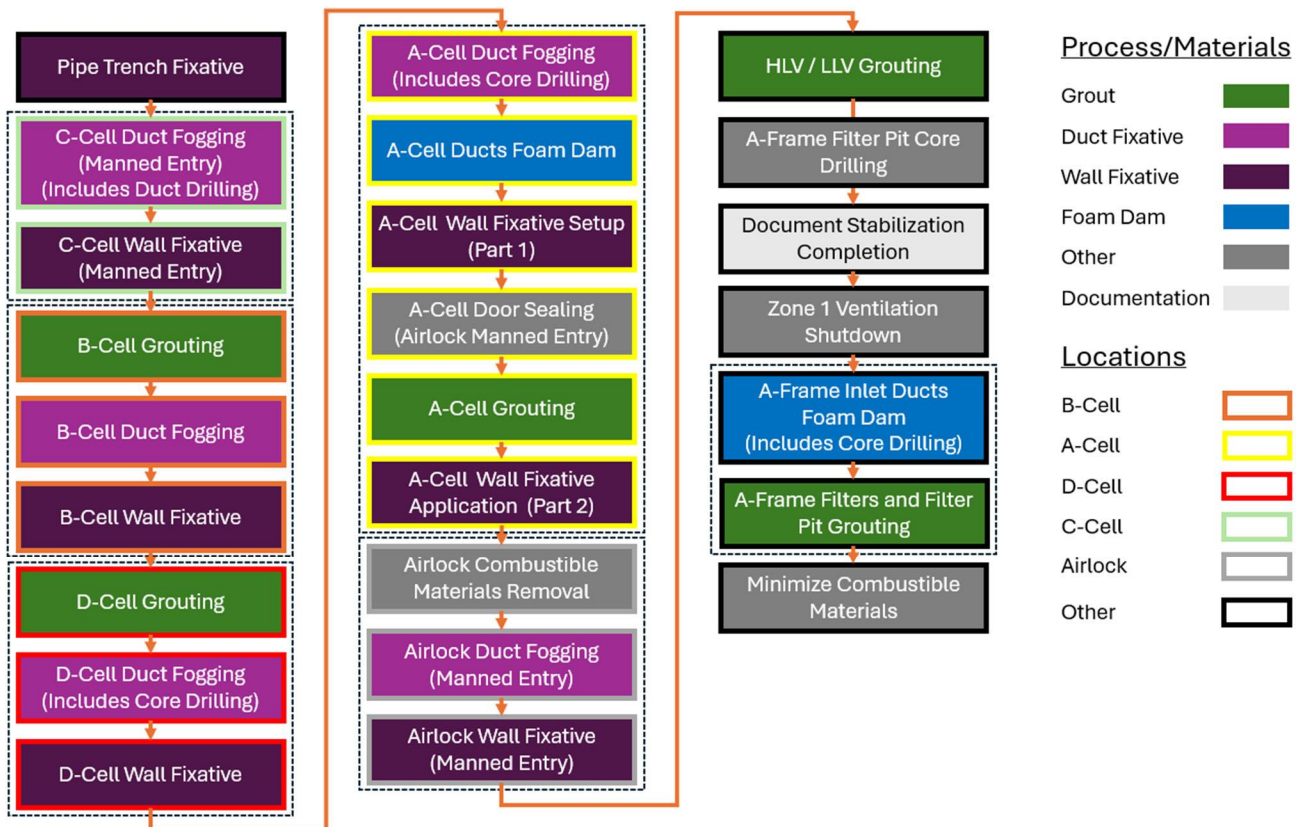 Pipe Trench Fixative
C-Cell Duct Fogging
(Manned Entry)
(Includes Duct Drilling)
C-Cell Wall Fixative
(Manned Entry)
B-Cell Grouting
B-Cell Duct Fogging
B-Cell Wall Fixative
D-Cell Grouting
D-Cell Duct Fogging
(Includes Core Drilling)
D-Cell Wall Fixative
A-Cell Duct Fogging
(Includes Core Drilling)
A-Cell Ducts Foam Dam
A-Cell Wall Fixative Setup
(Part 1)
A-Cell Door Sealing
(Airlock Manned Entry)
A-Cell Grouting
A-Cell Wall Fixative
Application (Part 2)
Airlock Combustible
Materials Removal
Airlock Duct Fogging
(Manned Entry)
Airlock Wall Fixative
(Manned Entry)
HLV / LLV Grouting
A-Frame Filter Pit Core
Drilling
Document Stabilization
Completion
Zone 1 Ventilation
Shutdown
A-Frame Inlet Ducts
Foam Dam
(Includes Core Drilling)
A-Frame Filters and Filter
Pit Grouting
Minimize Combustible
Materials
Process/Materials
Grout
Duct Fixative
Wall Fixative
Foam Dam
Other
Documentation
Locations
B-Cell
A-Cell
D-Cell
C-Cell
Airlock
Other